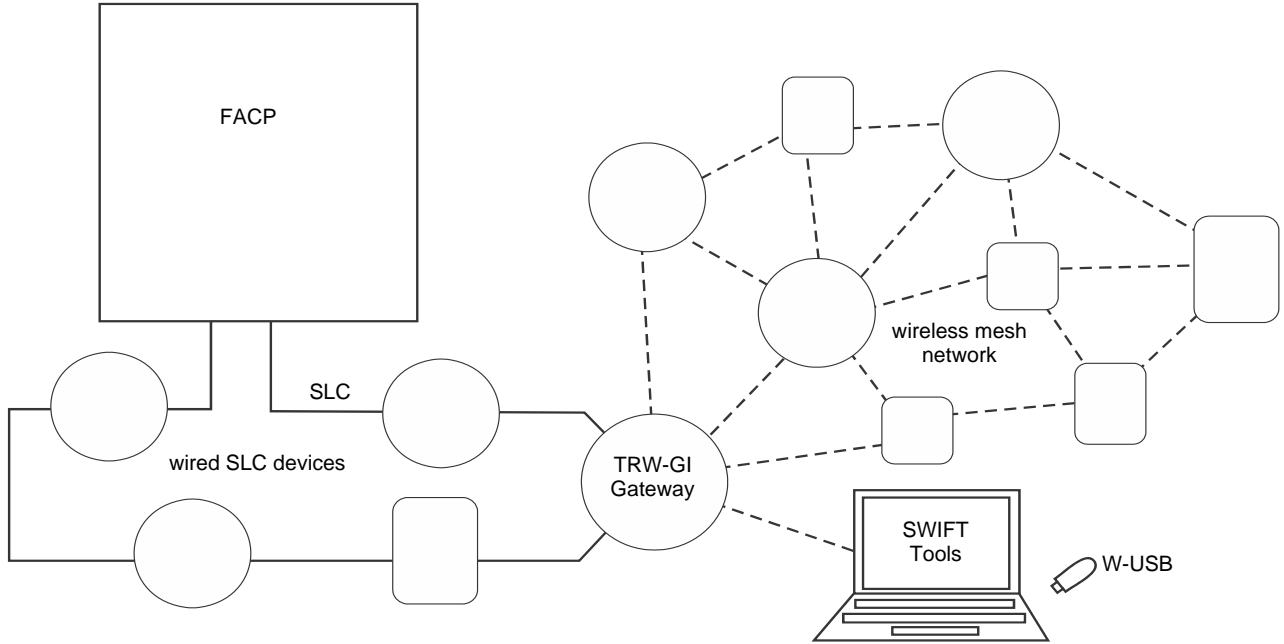 FACP
wireless mesh
network
SLC
wired SLC devices
TRW-GI
Gateway
SWIFT
Tools
W-USB